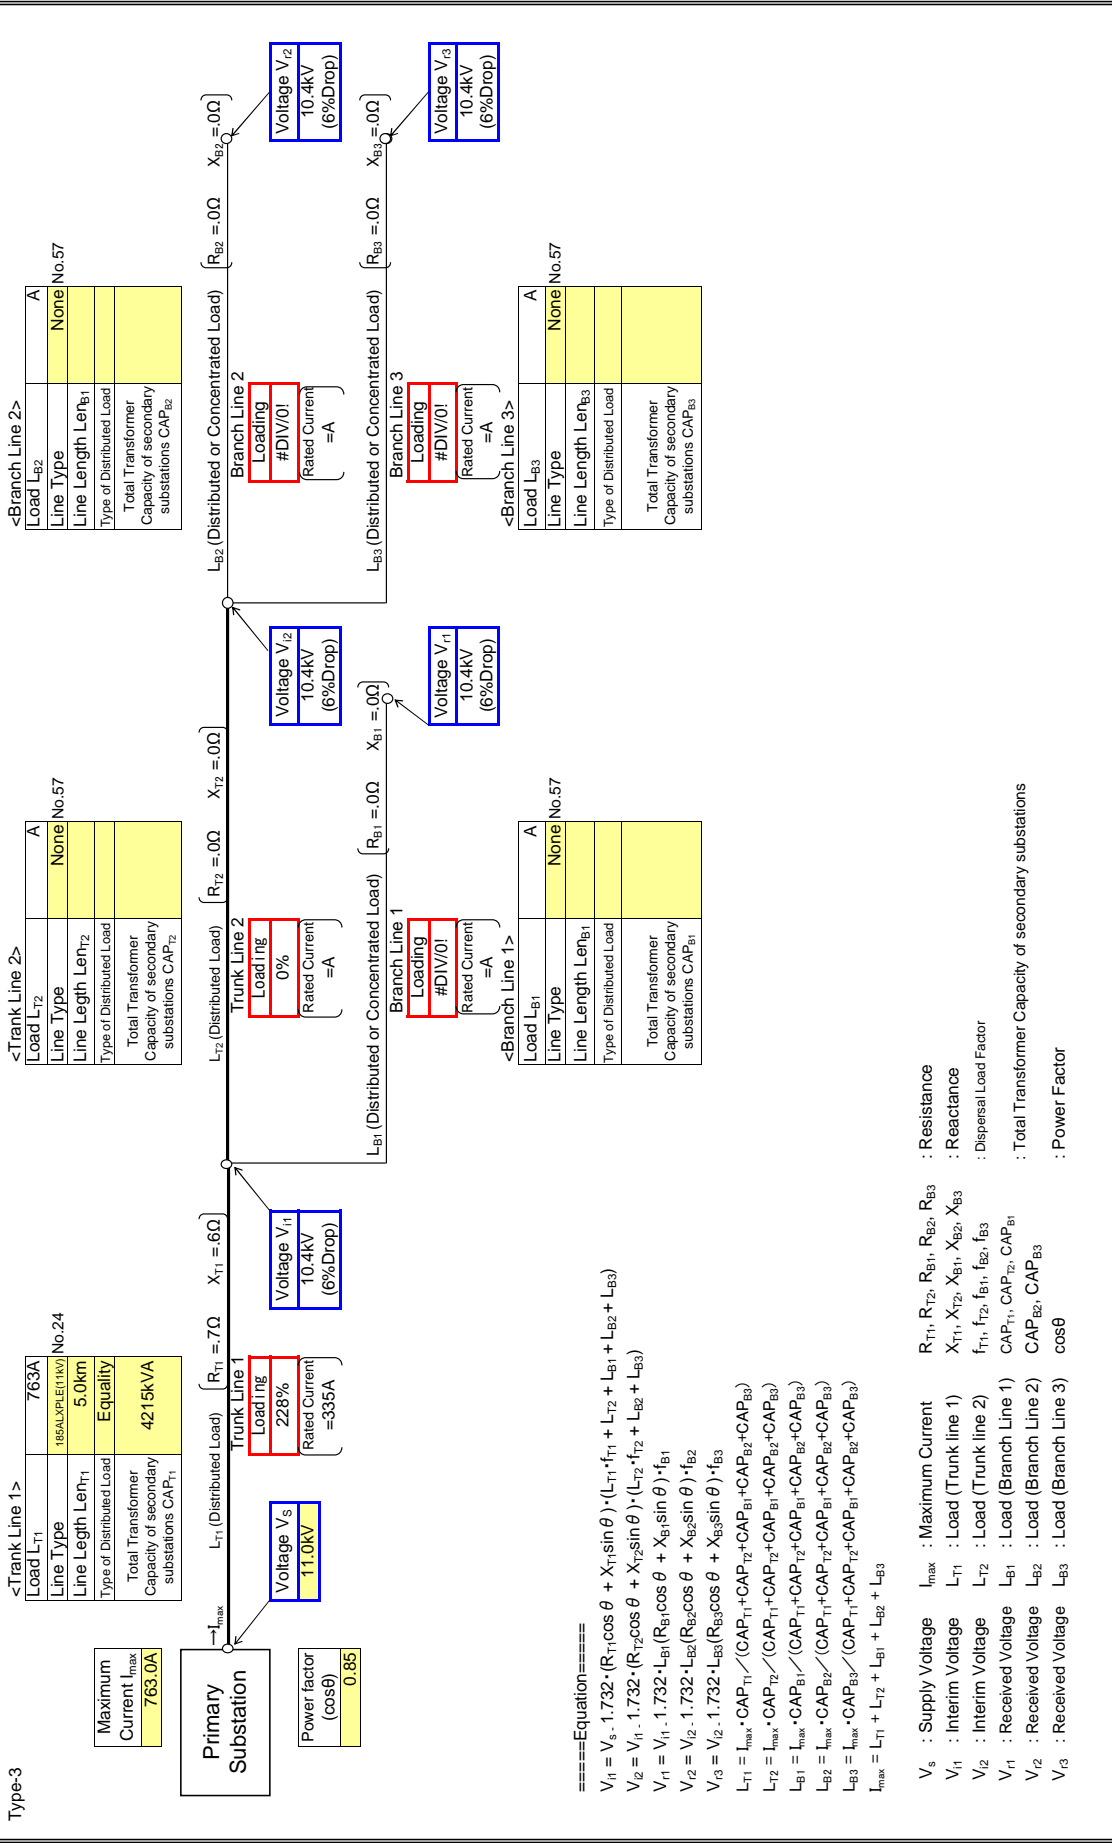 Type-3
Maximum
Current Imax
763.0A
Primary
Substation
Power factor
(cosθ)
0.85
→Imax
Voltage VS
11.0kV
<Trank Line 1>
Load LT1 763A
Line Type 185ALXPLE(11kV) No.24
Line Legth LenT1 5.0km
Type of Distributed Load Equality
Total Transformer
Capacity of secondary
substations CAPT1
4215kVA
LT1 (Distributed Load) RT1 =.7Ω XT1 =.6Ω
Trunk Line 1
Loading
228%
Rated Current
=335A
Voltage Vi1
10.4kV
(6%Drop)
<Trank Line 2>
Load LT2 A
Line Type None No.57
Line Length LenT2
Type of Distributed Load
Total Transformer
Capacity of secondary
substations CAPT2
LT2 (Distributed Load) RT2 =.0Ω XT2 =.0Ω
Trunk Line 2
Loading
0%
Rated Current
=A
Voltage Vi2
10.4kV
(6%Drop)
LB1 (Distributed or Concentrated Load) RB1 =.0Ω XB1 =.0Ω
Branch Line 1
Loading
#DIV/0!
Rated Current
=A
Voltage Vr1
10.4kV
(6%Drop)
<Branch Line 1>
Load LB1 A
Line Type None No.57
Line Length LenB1
Type of Distributed Load
Total Transformer
Capacity of secondary
substations CAPB1
<Branch Line 2>
Load LB2 A
Line Type None No.57
Line Length LenB1
Type of Distributed Load
Total Transformer
Capacity of secondary
substations CAPB2
LB2 (Distributed or Concentrated Load) RB2 =.0Ω XB2 =.0Ω
Branch Line 2
Loading
#DIV/0!
Rated Current
=A
Voltage Vr2
10.4kV
(6%Drop)
LB3 (Distributed or Concentrated Load) RB3 =.0Ω XB3 =.0Ω
Branch Line 3
Loading
#DIV/0!
Rated Current
=A
Voltage Vr3
10.4kV
(6%Drop)
<Branch Line 3>
Load LB3 A
Line Type None No.57
Line Length LenB3
Type of Distributed Load
Total Transformer
Capacity of secondary
substations CAPB3
=====Equation=====
Vi1 = Vs - 1.732・(RT1cos θ + XT1sin θ)・(LT1・fT1 + LT2 + LB1 + LB2 + LB3)
Vi2 = Vi1 - 1.732・(RT2cos θ + XT2sin θ)・(LT2・fT2 + LB2 + LB3)
Vr1 = Vi1 - 1.732・LB1(RB1cos θ + XB1sin θ)・fB1
Vr2 = Vi2 - 1.732・LB2(RB2cos θ + XB2sin θ)・fB2
Vr3 = Vi2 - 1.732・LB3(RB3cos θ + XB3sin θ)・fB3
LT1 = Imax・CAPT1／(CAPT1+CAPT2+CAPB1+CAPB2+CAPB3)
LT2 = Imax・CAPT2／(CAPT1+CAPT2+CAPB1+CAPB2+CAPB3)
LB1 = Imax・CAPB1／(CAPT1+CAPT2+CAPB1+CAPB2+CAPB3)
LB2 = Imax・CAPB2／(CAPT1+CAPT2+CAPB1+CAPB2+CAPB3)
LB3 = Imax・CAPB3／(CAPT1+CAPT2+CAPB1+CAPB2+CAPB3)
Imax = LT1 + LT2 + LB1 + LB2 + LB3
Vs : Supply Voltage Imax : Maximum Current RT1, RT2, RB1, RB2, RB3 : Resistance
Vi1 : Interim Voltage LT1 : Load (Trunk line 1) XT1, XT2, XB1, XB2, XB3 : Reactance
Vi2 : Interim Voltage LT2 : Load (Trunk line 2) fT1, fT2, fB1, fB2, fB3 : Dispersal Load Factor
Vr1 : Received Voltage LB1 : Load (Branch Line 1) CAPT1, CAPT2, CAPB1 : Total Transformer Capacity of secondary substations
Vr2 : Received Voltage LB2 : Load (Branch Line 2) CAPB2, CAPB3
Vr3 : Received Voltage LB3 : Load (Branch Line 3) cosθ : Power Factor